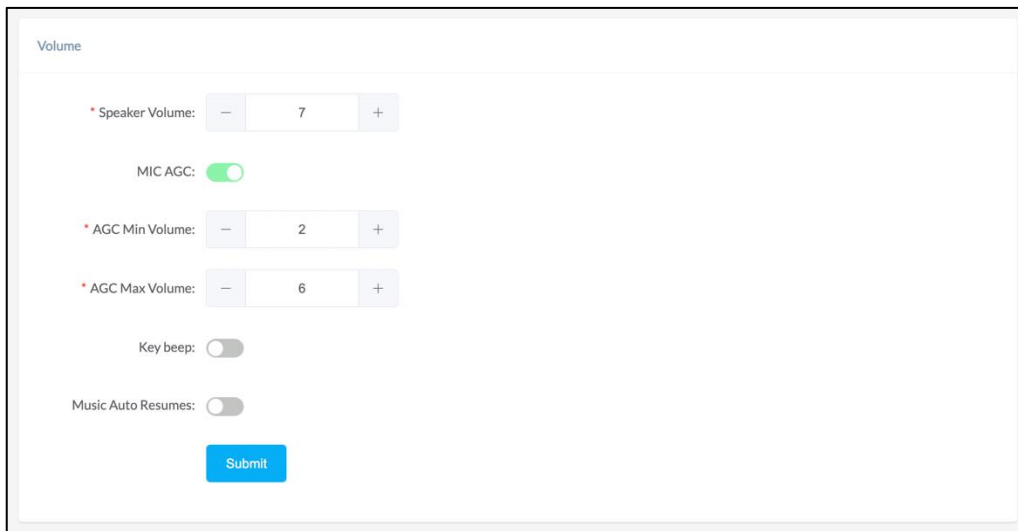 Volume
* Speaker Volume: − 7 +
MIC AGC:
* AGC Min Volume: − 2 +
* AGC Max Volume: − 6 +
Key beep:
Music Auto Resumes:
Submit